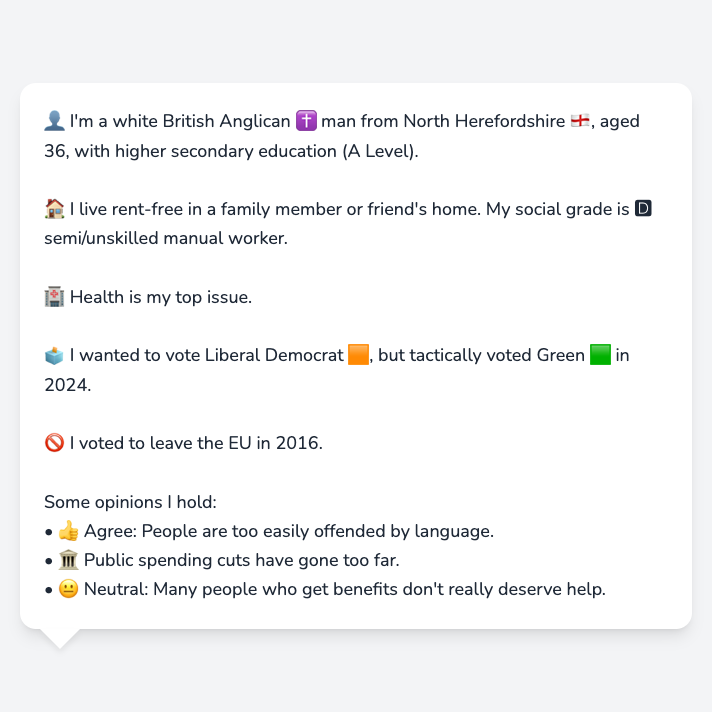 👤 I'm a white British Anglican ✝️ man from North Herefordshire 🏴󠁧󠁢󠁥󠁮󠁧󠁿, aged
36, with higher secondary education (A Level).
🏠 I live rent-free in a family member or friend's home. My social grade is 🅳
semi/unskilled manual worker.
🏥 Health is my top issue.
🗳️ I wanted to vote Liberal Democrat 🟧, but tactically voted Green 🟩 in
2024.
🚫 I voted to leave the EU in 2016.
Some opinions I hold:
• 👍 Agree: People are too easily offended by language.
• 🏛️ Public spending cuts have gone too far.
• 😐 Neutral: Many people who get benefits don't really deserve help.